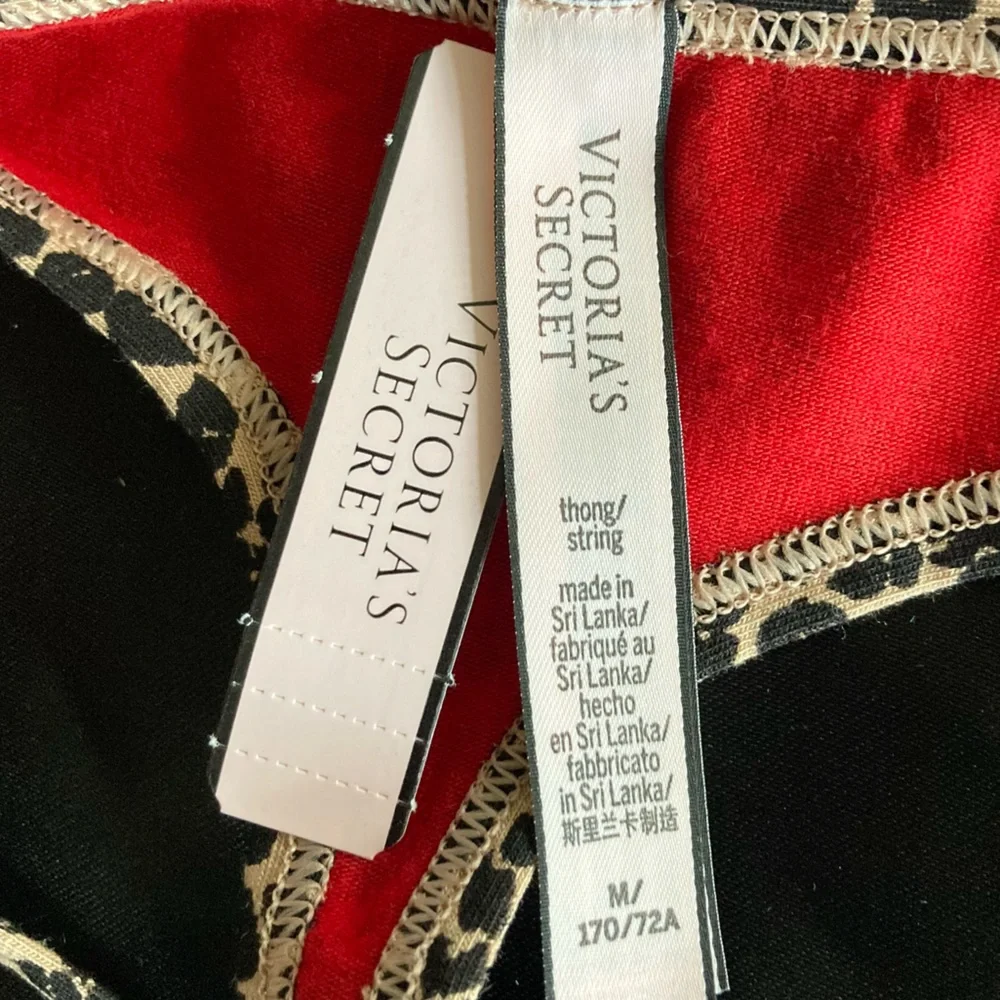 VICTORIA'S
SECRET
VICTORIA'S
SECRET
thong/
string
made in
Sri Lanka/
fabriqué au
Sri Lanka/
hecho
en Sri Lanka/
fabbricato
in Sri Lanka/
斯里兰卡制造
M/
170/72A